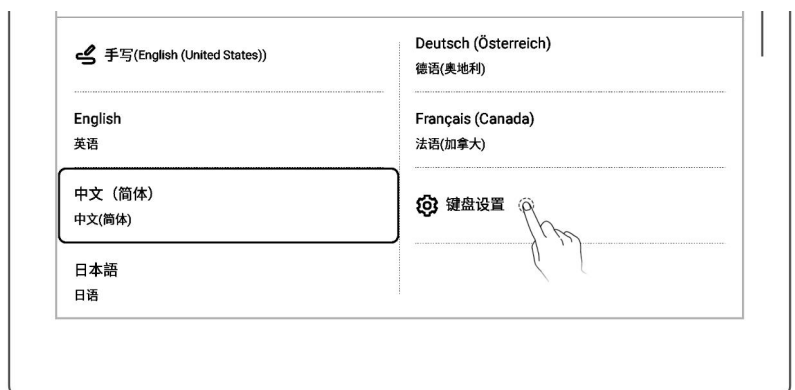 手写(English (United States))
English
英语
中文（简体）
中文(简体)
日本語
日语
Deutsch (Österreich)
德语(奥地利)
Français (Canada)
法语(加拿大)
键盘设置